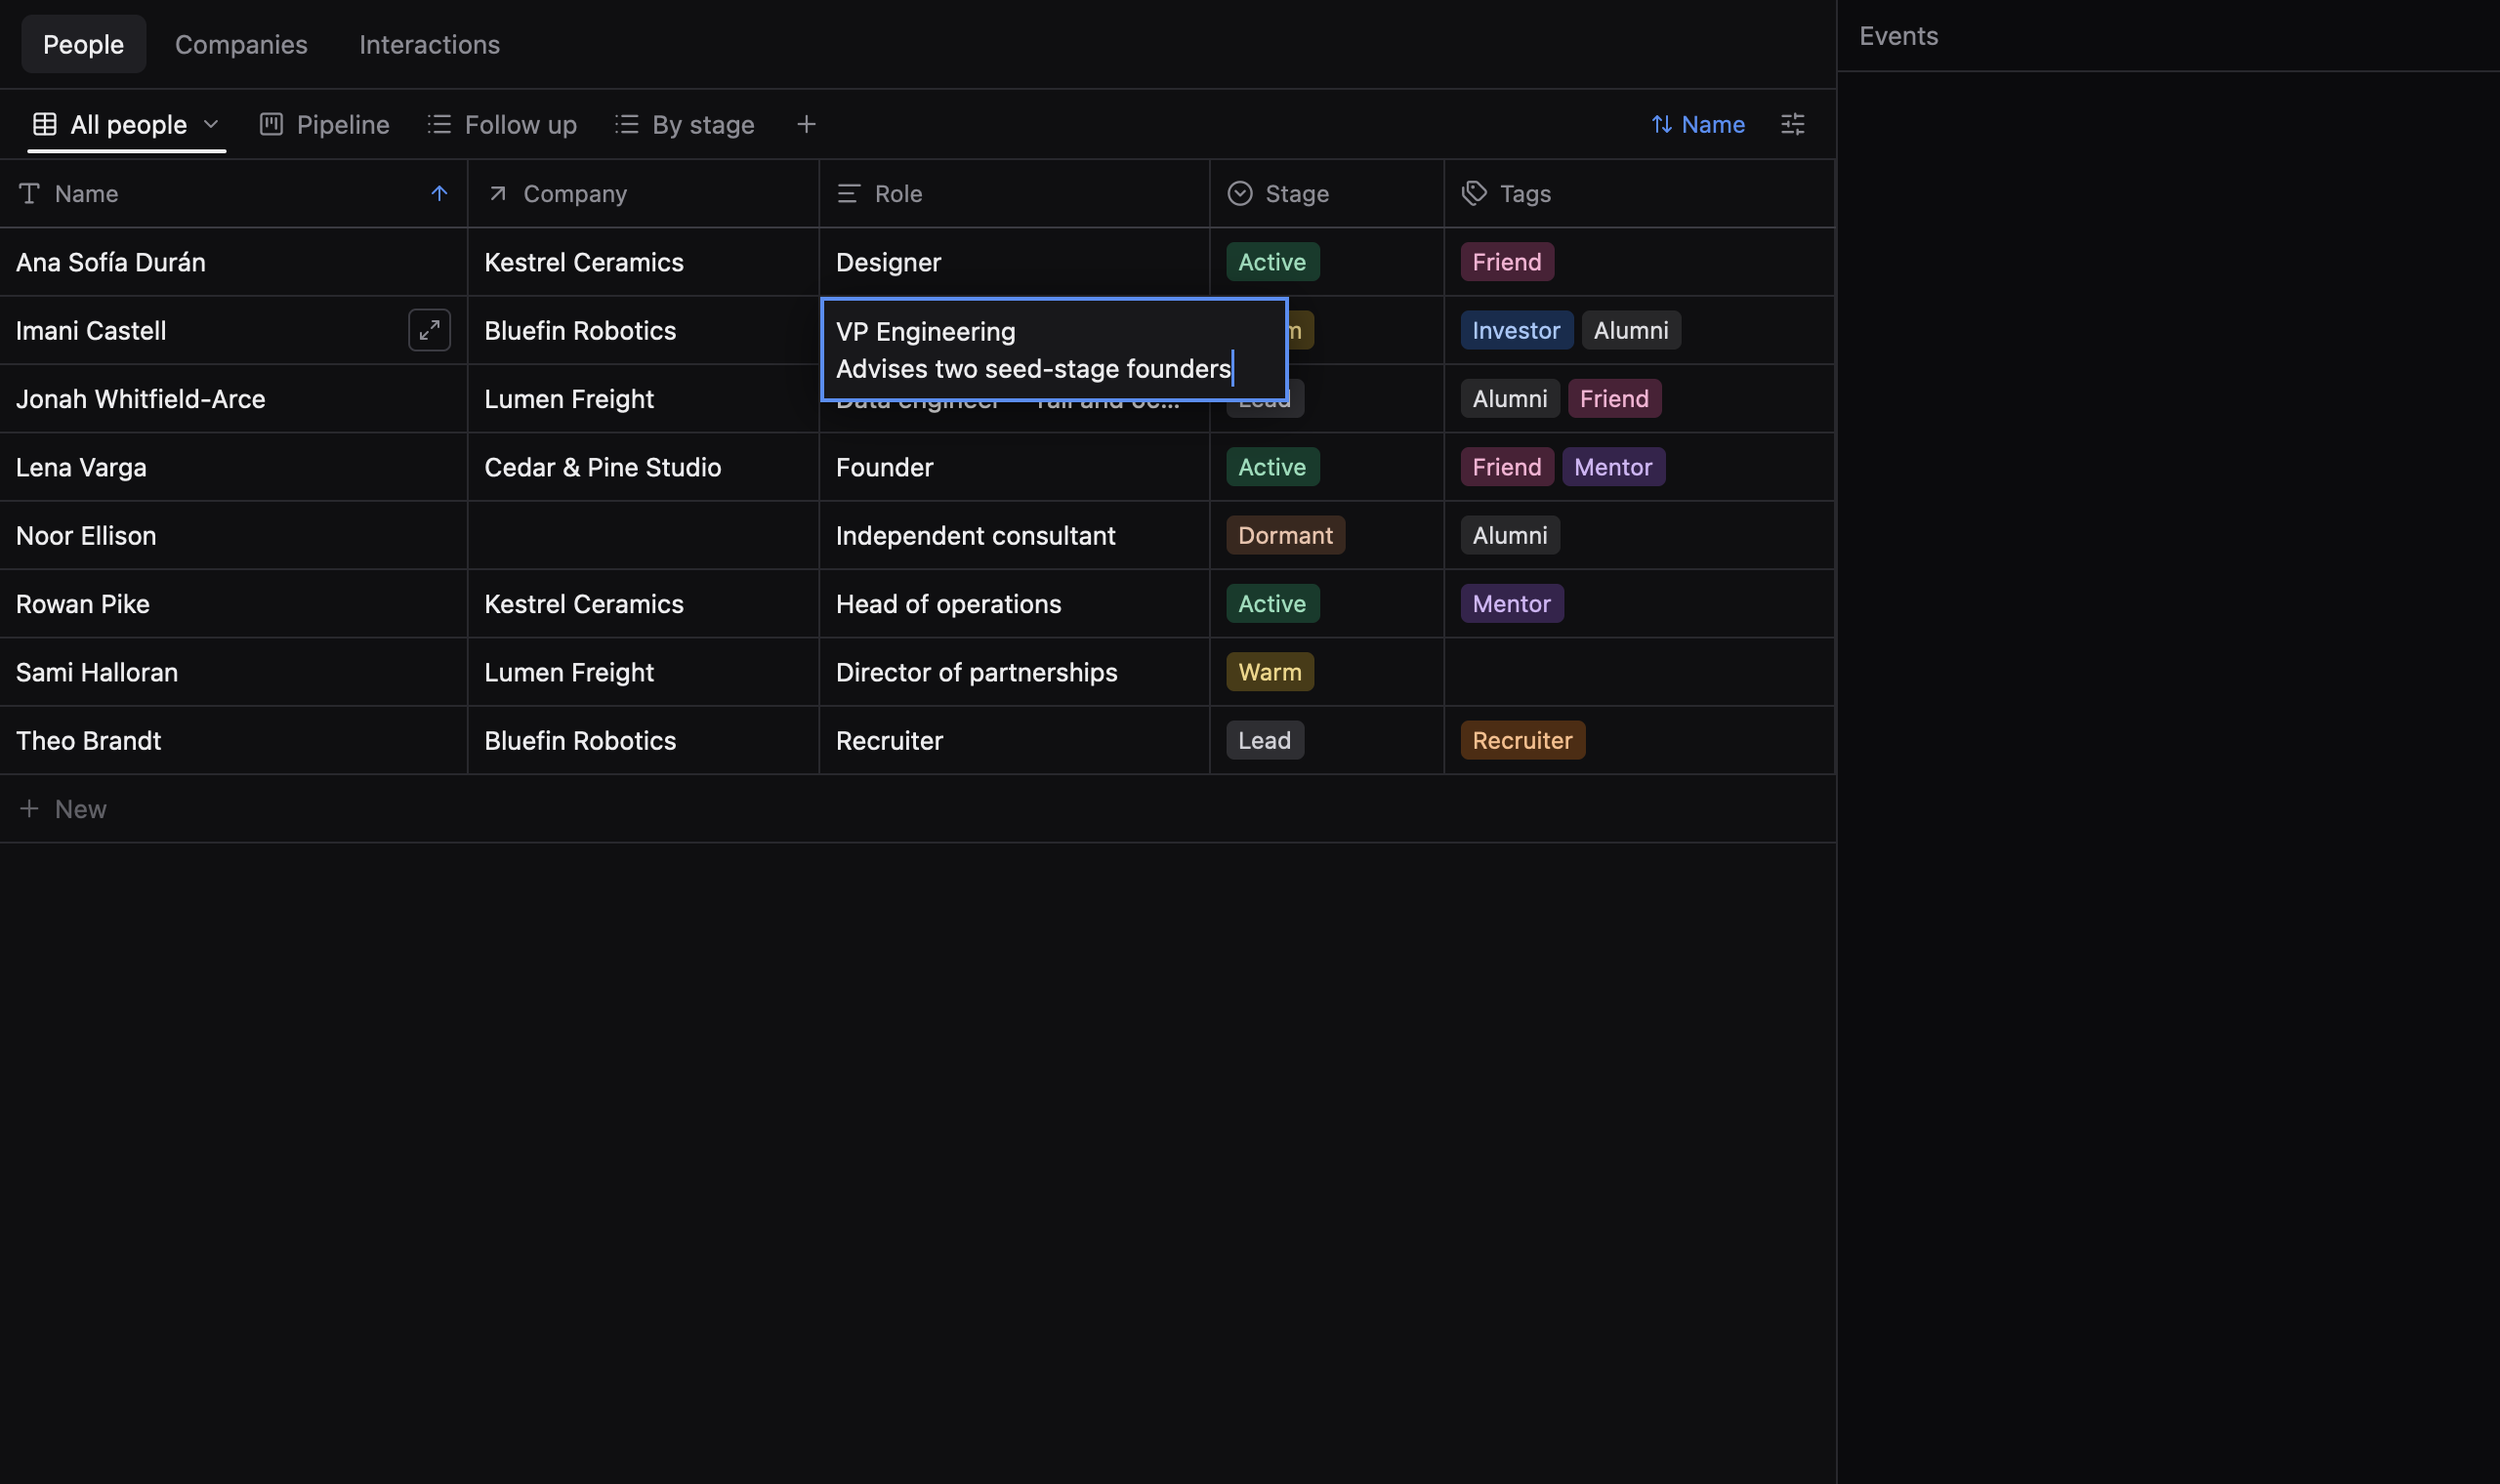 People Companies Interactions
Events
All people Pipeline Follow up By stage
Name
Name Company Role Stage Tags
Ana Sofía Durán Kestrel Ceramics Designer Active Friend
Imani Castell Bluefin Robotics VP Engineering Investor Alumni
Advises two seed-stage founders
Jonah Whitfield-Arce Lumen Freight Lead Alumni Friend
Lena Varga Cedar & Pine Studio Founder Active Friend Mentor
Noor Ellison Independent consultant Dormant Alumni
Rowan Pike Kestrel Ceramics Head of operations Active Mentor
Sami Halloran Lumen Freight Director of partnerships Warm
Theo Brandt Bluefin Robotics Recruiter Lead Recruiter
New